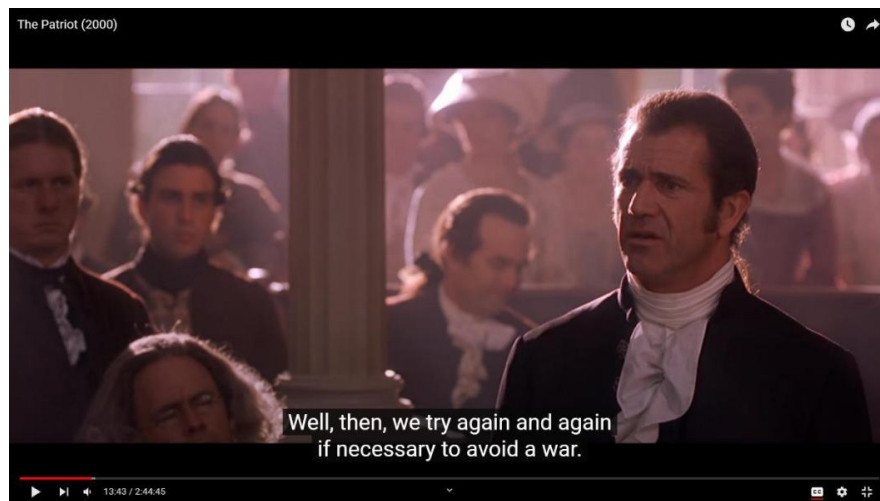 The Patriot (2000)
Well, then, we try again and again
if necessary to avoid a war.
13:43 / 2:44:45
CC